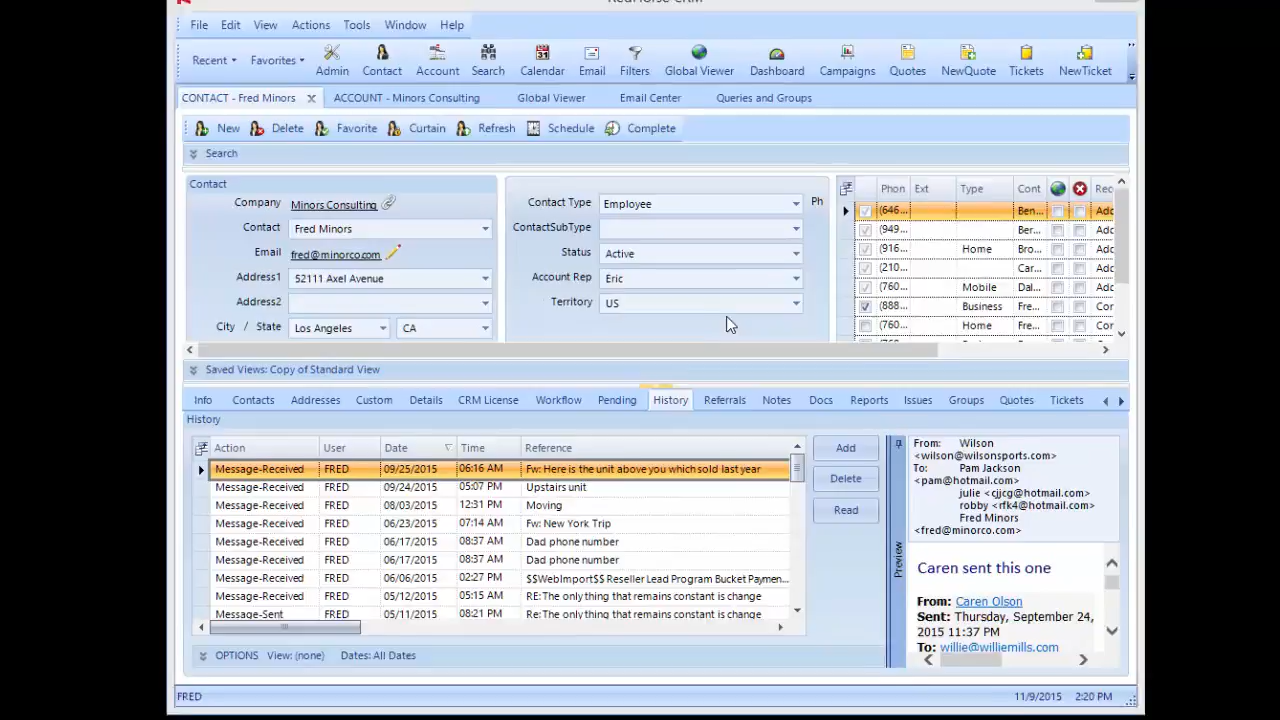 RedHorse CRM
File Edit View Actions Tools Window Help
Recent Favorites Admin Contact Account Search Calendar Email Filters Global Viewer Dashboard Campaigns Quotes NewQuote Tickets NewTicket
CONTACT - Fred Minors ACCOUNT - Minors Consulting Global Viewer Email Center Queries and Groups
New Delete Favorite Curtain Refresh Schedule Complete
Search
Contact
Company Minors Consulting
Contact Fred Minors
Email fred@minorco.com
Address1 52111 Axel Avenue
Address2
City / State Los Angeles CA
Contact Type Employee Ph
ContactSubType
Status Active
Account Rep Eric
Territory US
Phon Ext Type Cont Rec
(646... Ben... Adc
(949... Ber... Adc
(916... Home Bro... Adc
(210... Car... Adc
(760... Mobile Dal... Adc
(888... Business Fre... Cor
(760... Home Fre... Cor
Saved Views: Copy of Standard View
Info Contacts Addresses Custom Details CRM License Workflow Pending History Referrals Notes Docs Reports Issues Groups Quotes Tickets
History
Action User Date Time Reference
Message-Received FRED 09/25/2015 06:16 AM Fw: Here is the unit above you which sold last year
Message-Received FRED 09/24/2015 05:07 PM Upstairs unit
Message-Received FRED 08/03/2015 12:31 PM Moving
Message-Received FRED 06/23/2015 07:14 AM Fw: New York Trip
Message-Received FRED 06/17/2015 08:37 AM Dad phone number
Message-Received FRED 06/17/2015 08:37 AM Dad phone number
Message-Received FRED 06/06/2015 02:27 PM $$WebImport$$ Reseller Lead Program Bucket Paymen...
Message-Received FRED 05/12/2015 05:15 AM RE: The only thing that remains constant is change
Message-Sent FRED 05/11/2015 08:21 PM Re: The only thing that remains constant is change
Add
Delete
Read
Preview
From: Wilson
<wilson@wilsonsports.com>
To: Pam Jackson
<pam@hotmail.com>
julie <cjjcg@hotmail.com>
robby <rfk4@hotmail.com>
Fred Minors
<fred@minorco.com>
Caren sent this one
From: Caren Olson
Sent: Thursday, September 24,
2015 11:37 PM
To: willie@williemills.com
OPTIONS View: (none) Dates: All Dates
FRED 11/9/2015 2:20 PM